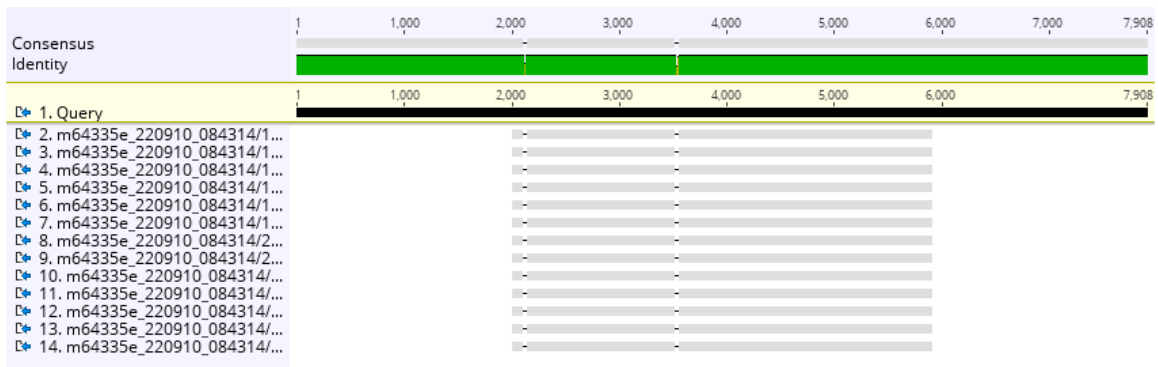 1 1,000 2,000 3,000 4,000 5,000 6,000 7,000 7,908
Consensus
Identity
1 1,000 2,000 3,000 4,000 5,000 6,000 7,000 7,908
1. Query
2. m64335e_220910_084314/1...
3. m64335e_220910_084314/1...
4. m64335e_220910_084314/1...
5. m64335e_220910_084314/1...
6. m64335e_220910_084314/1...
7. m64335e_220910_084314/1...
8. m64335e_220910_084314/2...
9. m64335e_220910_084314/2...
10. m64335e_220910_084314/...
11. m64335e_220910_084314/...
12. m64335e_220910_084314/...
13. m64335e_220910_084314/...
14. m64335e_220910_084314/...